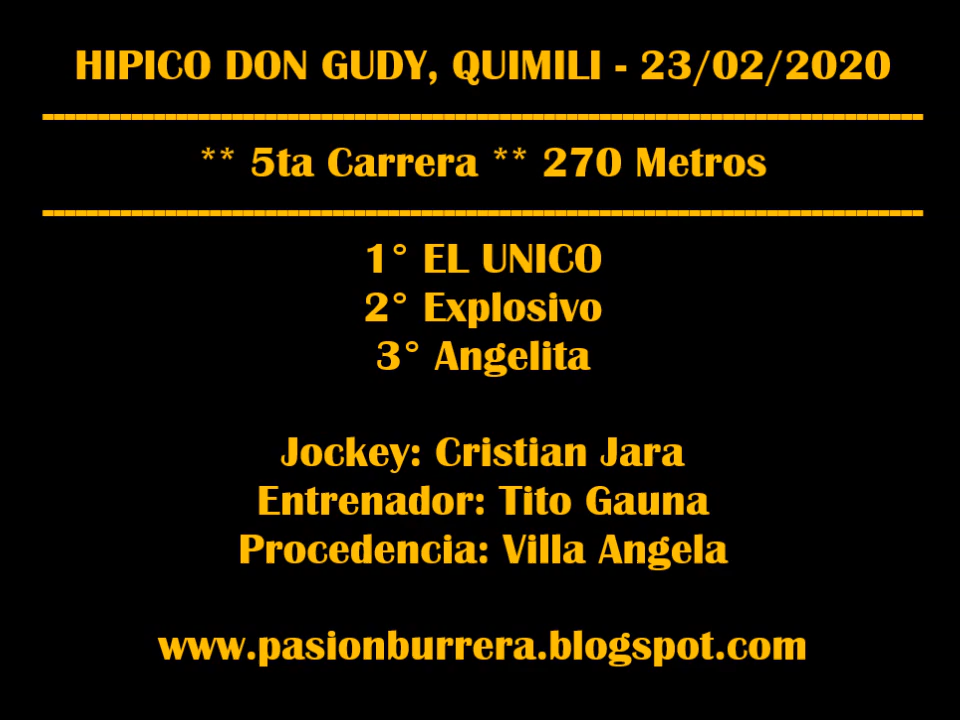 HIPICO DON GUDY, QUIMILI - 23/02/2020
--------------------------------------------------------------------------------
** 5ta Carrera ** 270 Metros
--------------------------------------------------------------------------------
1° EL UNICO
2° Explosivo
3° Angelita
Jockey: Cristian Jara
Entrenador: Tito Gauna
Procedencia: Villa Angela
www.pasionburrera.blogspot.com